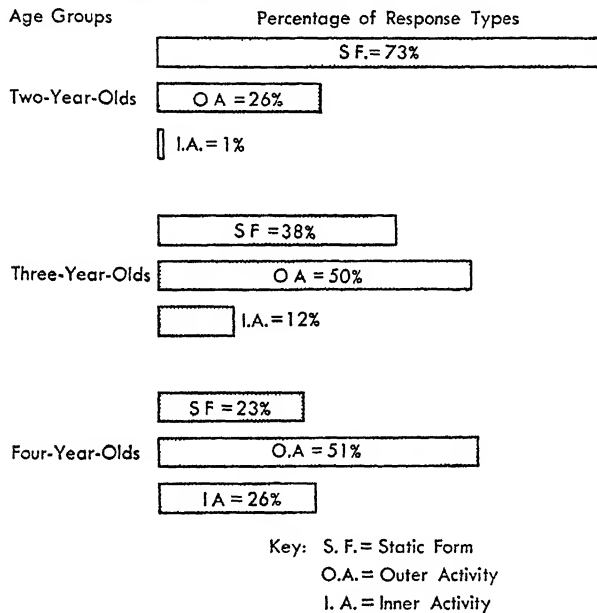 Age Groups Percentage of Response Types
S F.= 73%
Two-Year-Olds O A = 26%
I.A. = 1%
S F = 38%
Three-Year-Olds O A = 50%
I.A. = 12%
S F = 23%
Four-Year-Olds O.A = 51%
I A = 26%
Key: S. F. = Static Form
O.A. = Outer Activity
I. A. = Inner Activity